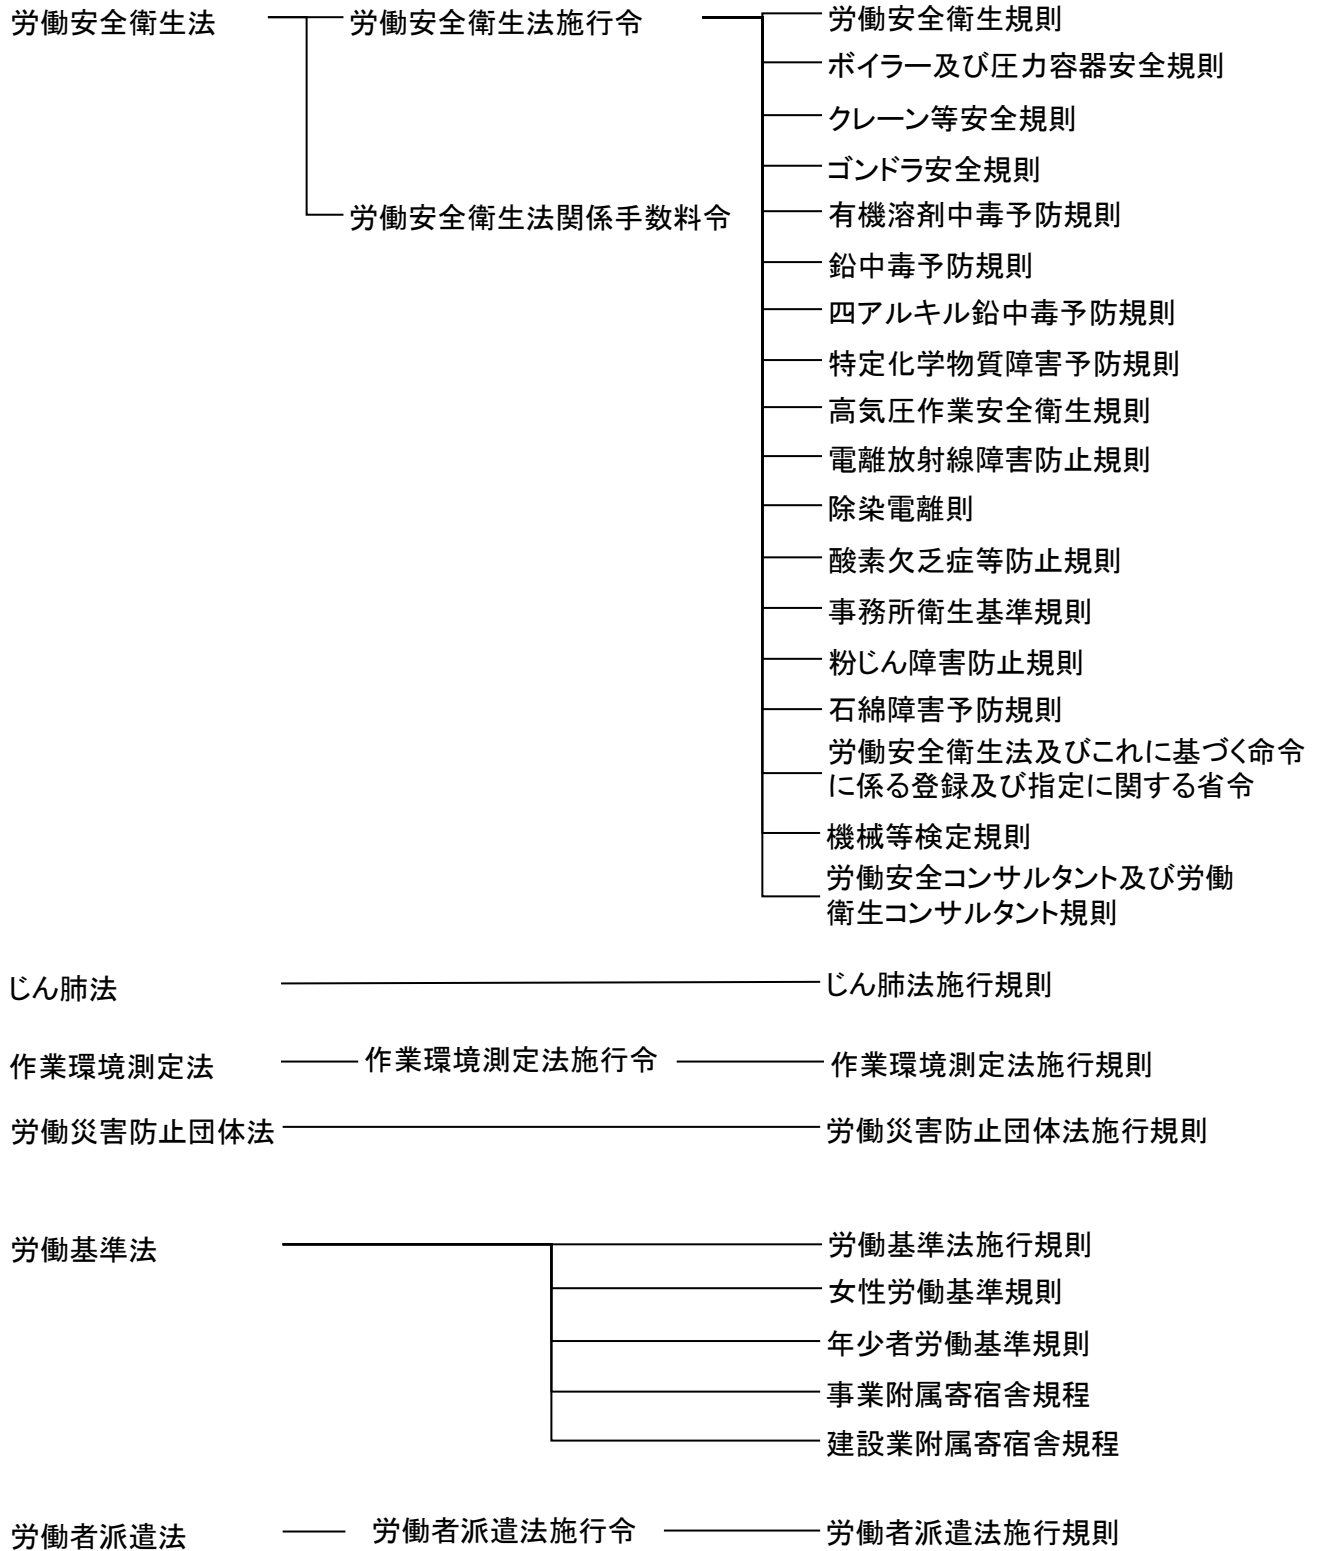 労働安全衛生法
労働安全衛生法施行令
労働安全衛生法関係手数料令
労働安全衛生規則
ボイラー及び圧力容器安全規則
クレーン等安全規則
ゴンドラ安全規則
有機溶剤中毒予防規則
鉛中毒予防規則
四アルキル鉛中毒予防規則
特定化学物質障害予防規則
高気圧作業安全衛生規則
電離放射線障害防止規則
除染電離則
酸素欠乏症等防止規則
事務所衛生基準規則
粉じん障害防止規則
石綿障害予防規則
労働安全衛生法及びこれに基づく命令
に係る登録及び指定に関する省令
機械等検定規則
労働安全コンサルタント及び労働
衛生コンサルタント規則
じん肺法
じん肺法施行規則
作業環境測定法
作業環境測定法施行令
作業環境測定法施行規則
労働災害防止団体法
労働災害防止団体法施行規則
労働基準法
労働基準法施行規則
女性労働基準規則
年少者労働基準規則
事業附属寄宿舎規程
建設業附属寄宿舎規程
労働者派遣法
労働者派遣法施行令
労働者派遣法施行規則